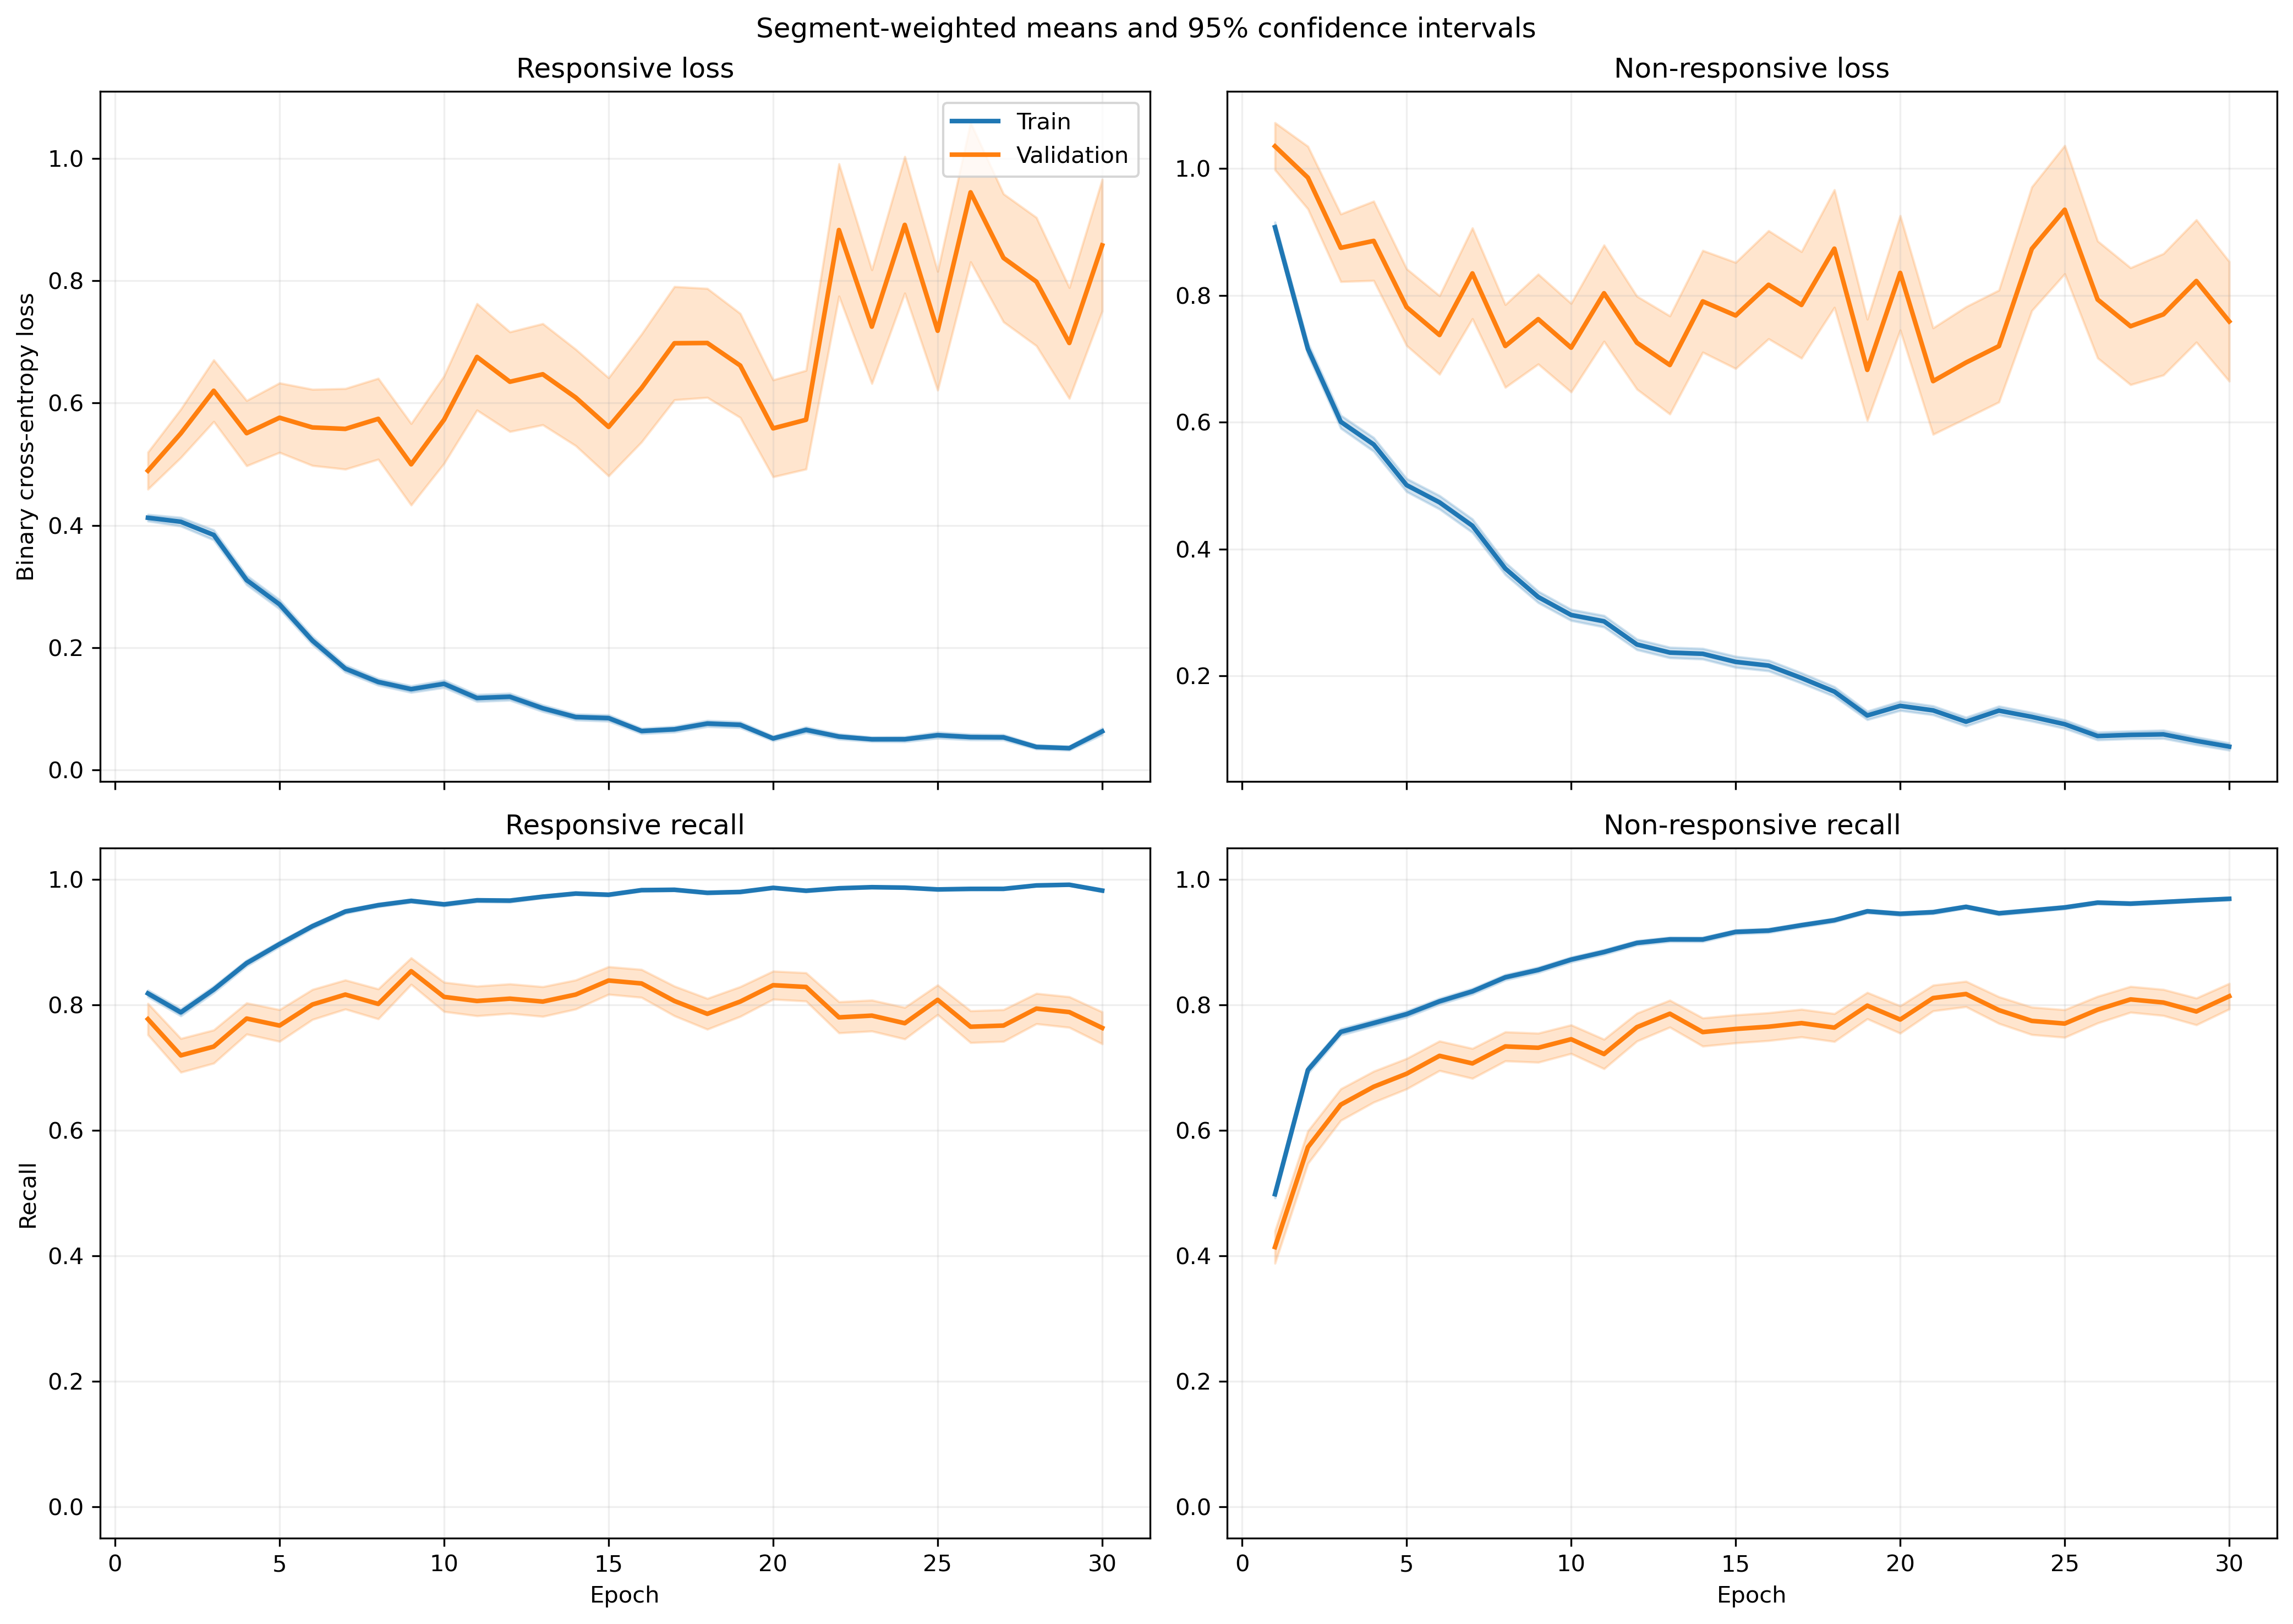 Segment-weighted means and 95% confidence intervals
Responsive loss
Non-responsive loss
Train
Validation
Binary cross-entropy loss
1.0
0.8
0.6
0.4
0.2
0.0
1.0
0.8
0.6
0.4
0.2
Responsive recall
Non-responsive recall
Recall
1.0
0.8
0.6
0.4
0.2
0.0
0 5 10 15 20 25 30
Epoch
1.0
0.8
0.6
0.4
0.2
0.0
0 5 10 15 20 25 30
Epoch